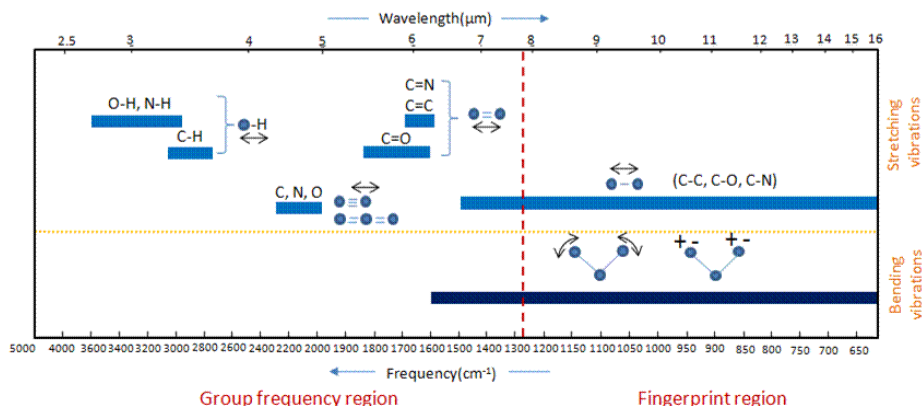 Wavelength(μm)
2.5 3 4 5 6 7 8 9 10 11 12 13 14 15 16
C=N
O-H, N-H C=C
C-H -H C=O
C, N, O (C-C, C-O, C-N)
Stretching vibrations
+ - + -
Bending vibrations
5000 4000 3600 3400 3200 3000 2800 2600 2400 2200 2000 1900 1800 1700 1600 1500 1400 1300 1200 1150 1100 1050 1000 950 900 850 800 750 700 650
Frequency(cm⁻¹)
Group frequency region Fingerprint region